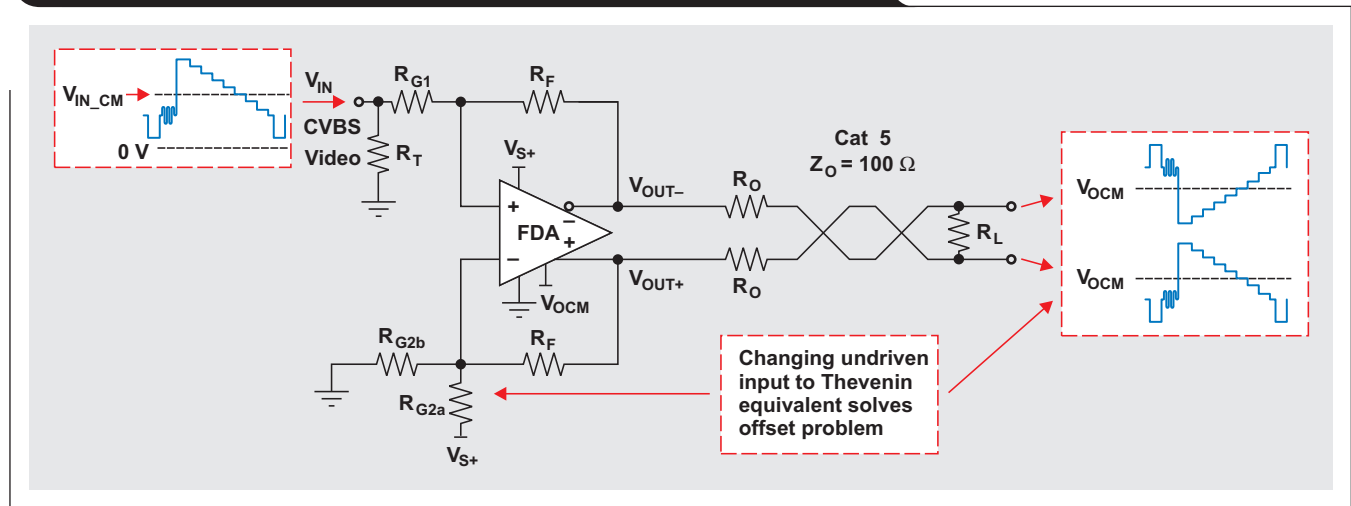 V_IN_CM
0 V
V_IN
CVBS
Video
R_T
R_G1
R_F
V_S+
+
−
FDA
−
+
V_OCM
V_OUT−
V_OUT+
R_O
R_O
Cat 5
Z_O = 100 Ω
R_L
V_OCM
V_OCM
R_G2b
R_F
R_G2a
V_S+
Changing undriven
input to Thevenin
equivalent solves
offset problem